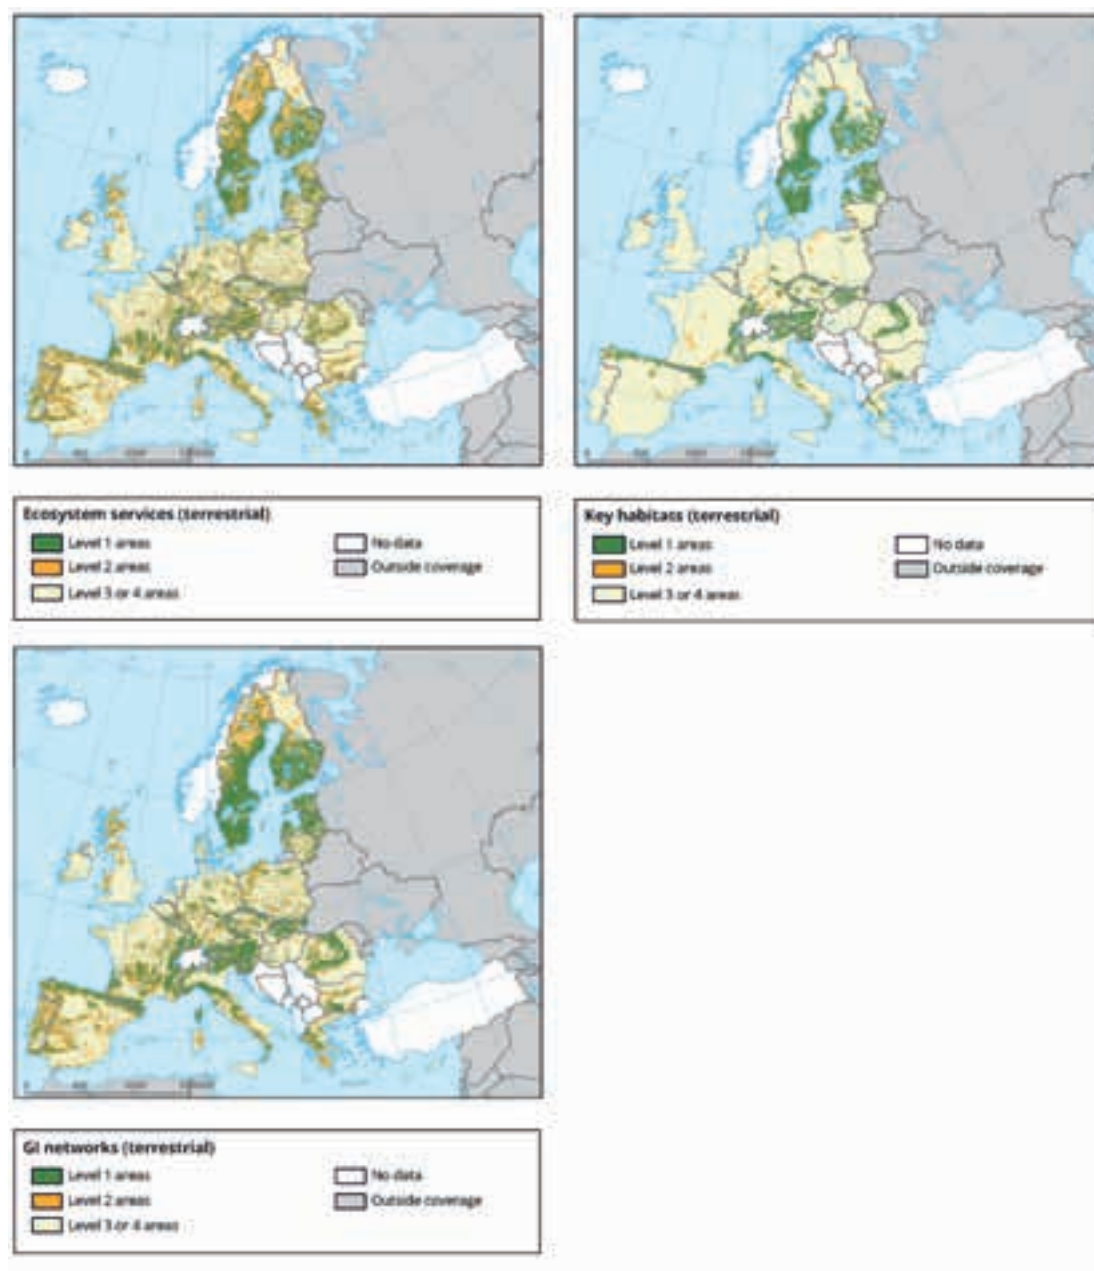 Ecosystem services (terrestrial)
Level 1 areas
No data
Level 2 areas
Outside coverage
Level 3 or 4 areas
Key habitats (terrestrial)
Level 1 areas
No data
Level 2 areas
Outside coverage
Level 3 or 4 areas
GI networks (terrestrial)
Level 1 areas
No data
Level 2 areas
Outside coverage
Level 3 or 4 areas